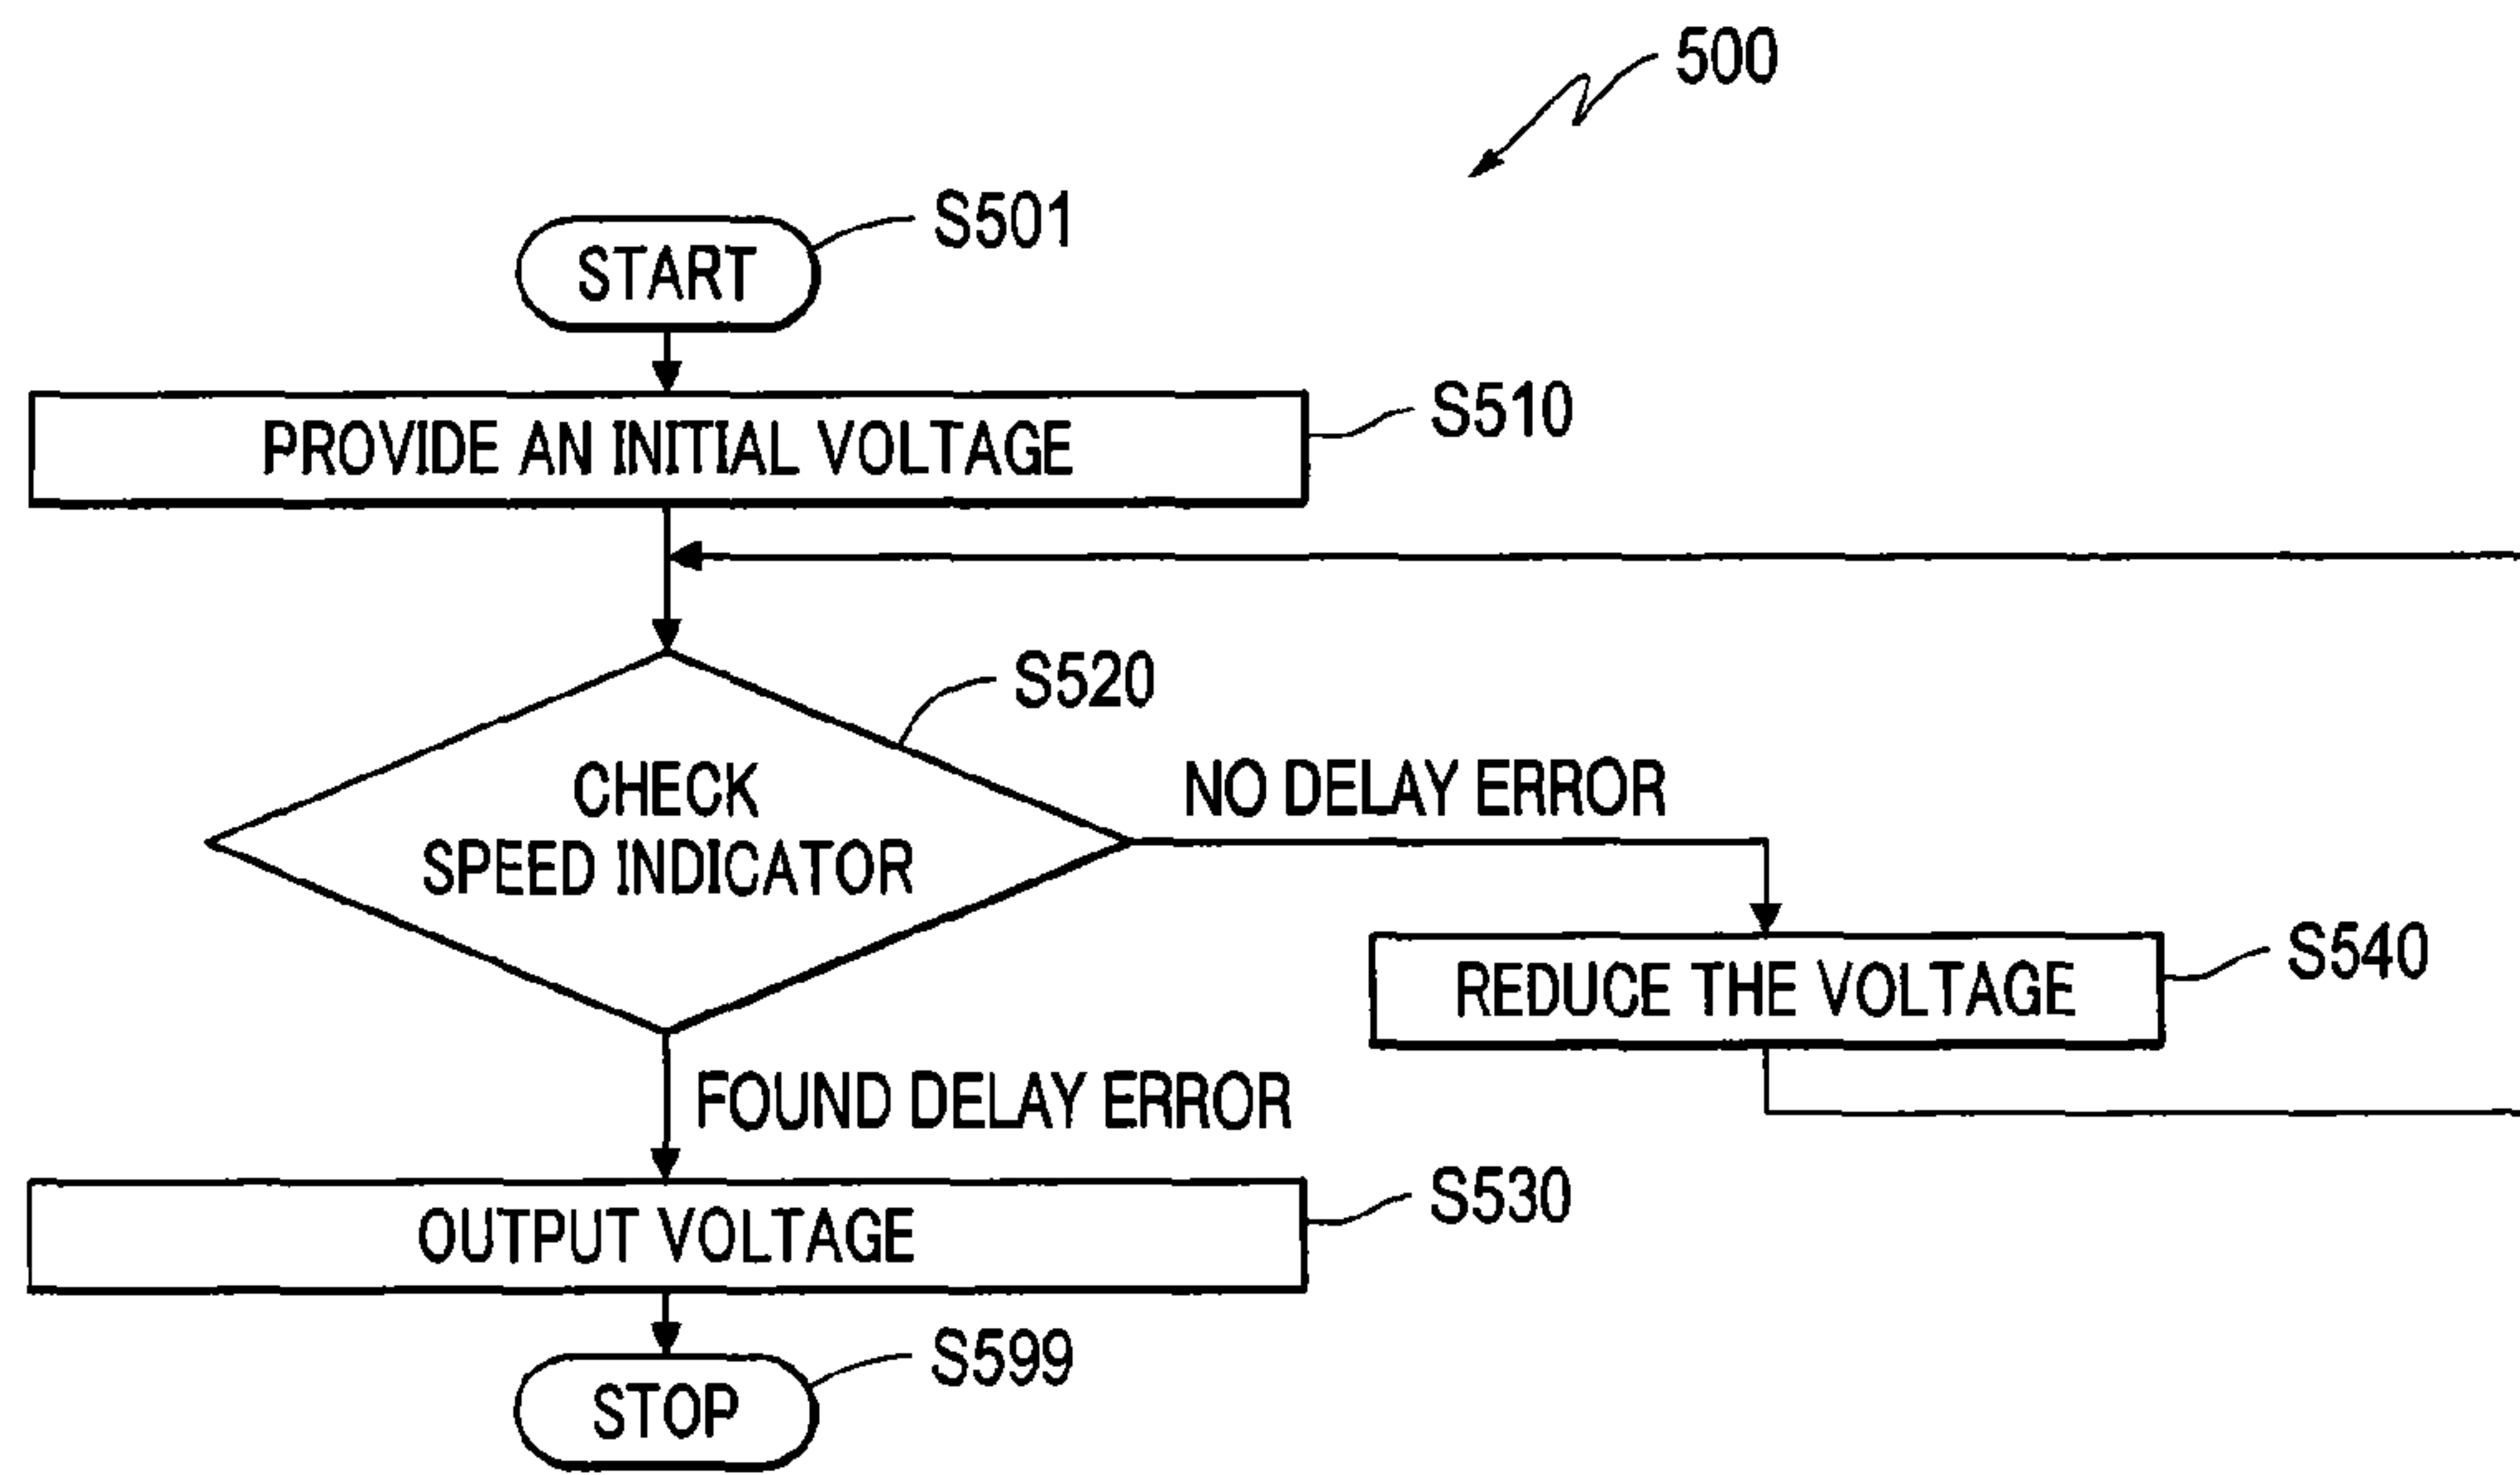 500
S501
START
S510
PROVIDE AN INITIAL VOLTAGE
S520
CHECK
SPEED INDICATOR
NO DELAY ERROR
S540
REDUCE THE VOLTAGE
FOUND DELAY ERROR
S530
OUTPUT VOLTAGE
S599
STOP